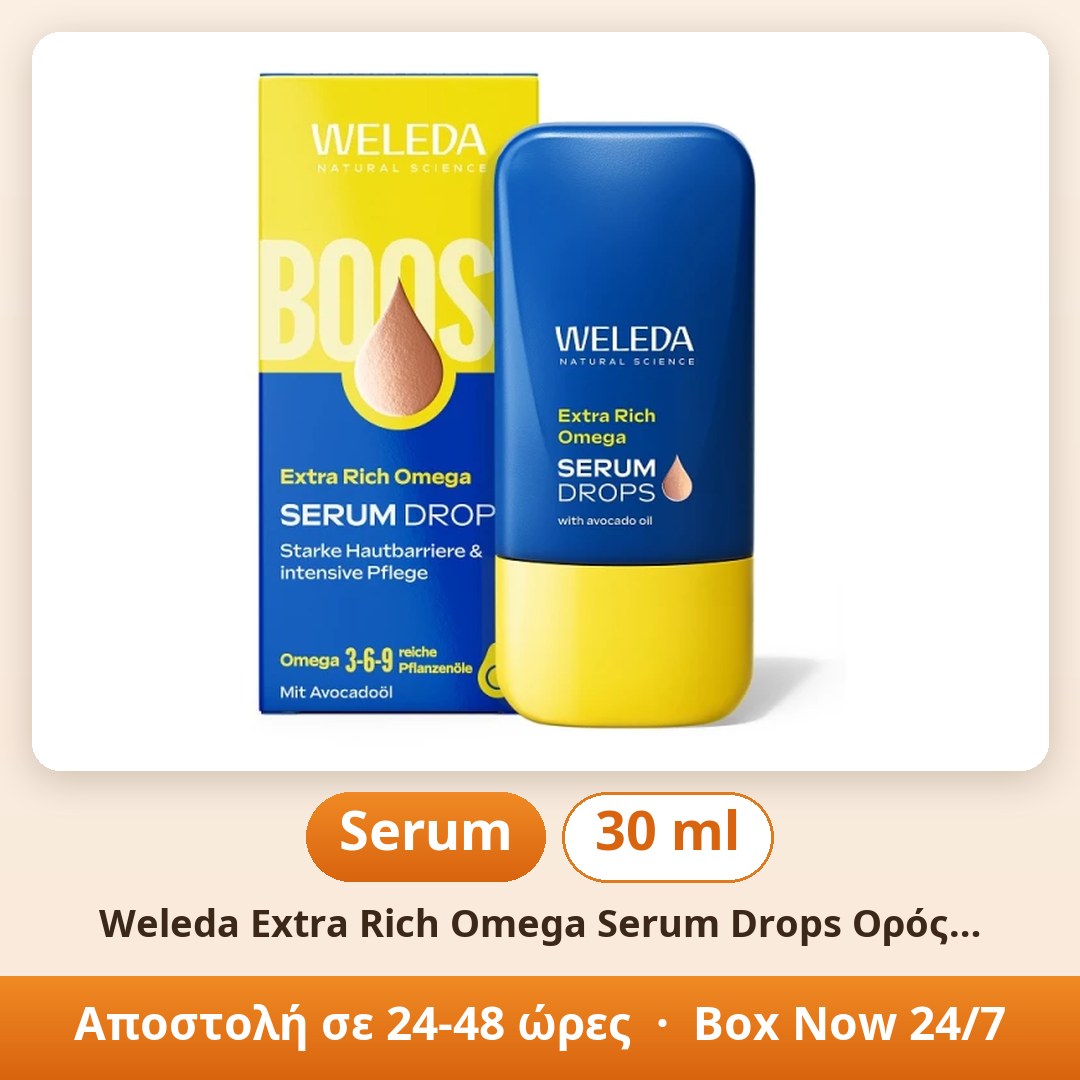 WELEDA
NATURAL SCIENCE
BOOS
Extra Rich Omega
SERUM DROP
Starke Hautbarriere &
intensive Pflege
Omega 3-6-9 reiche
Pflanzenöle
Mit Avocadoöl
WELEDA
NATURAL SCIENCE
Extra Rich
Omega
SERUM
DROPS
with avocado oil
Serum
30 ml
Weleda Extra Rich Omega Serum Drops Ορός...
Αποστολή σε 24-48 ώρες · Box Now 24/7